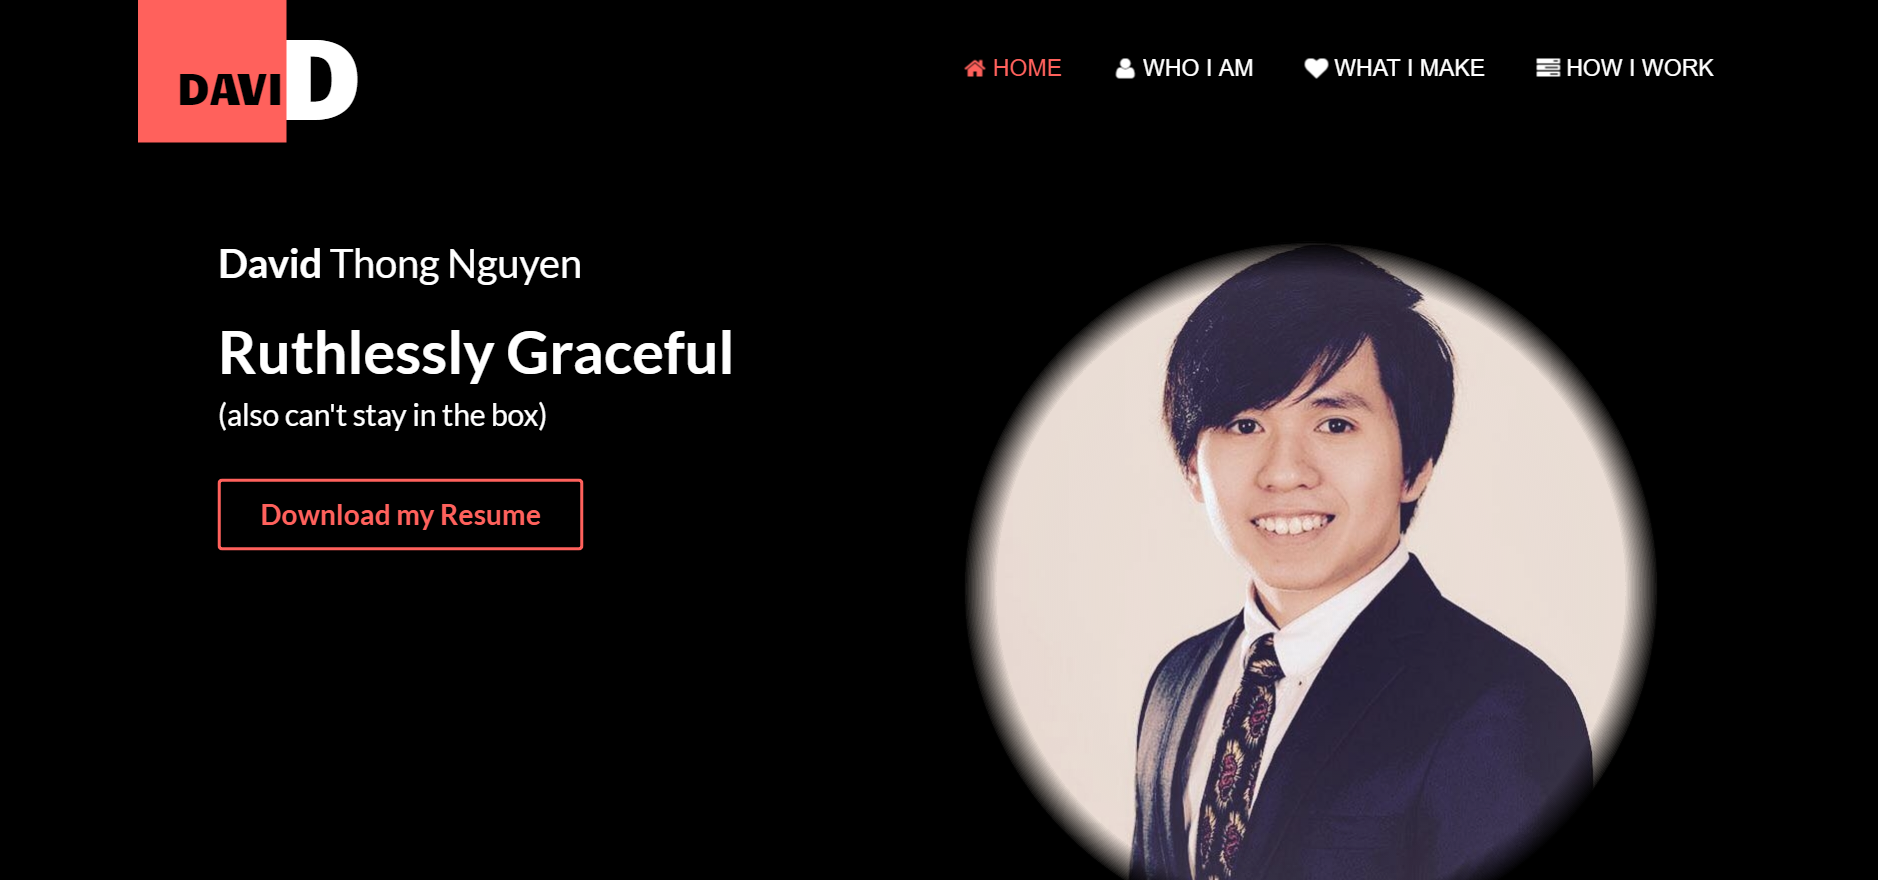 DAVID
HOME WHO I AM WHAT I MAKE HOW I WORK
David Thong Nguyen
Ruthlessly Graceful
(also can't stay in the box)
Download my Resume